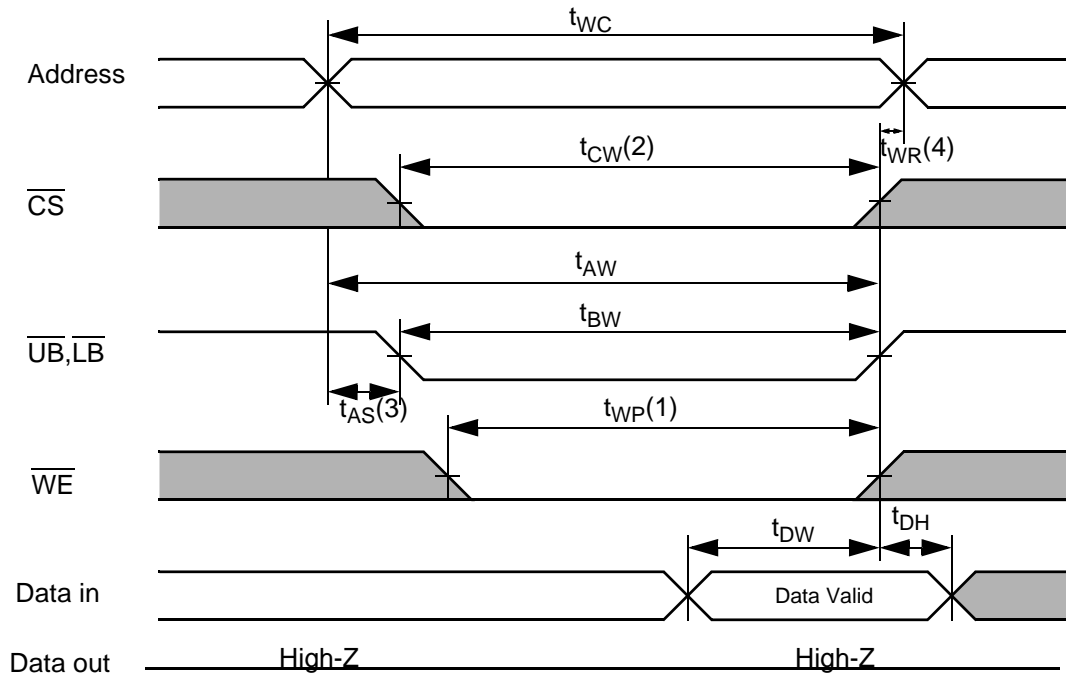 tWC
Address
tCW(2)
tWR(4)
CS
tAW
tBW
UB,LB
tAS(3)
tWP(1)
WE
tDW
tDH
Data in
Data Valid
Data out
High-Z
High-Z